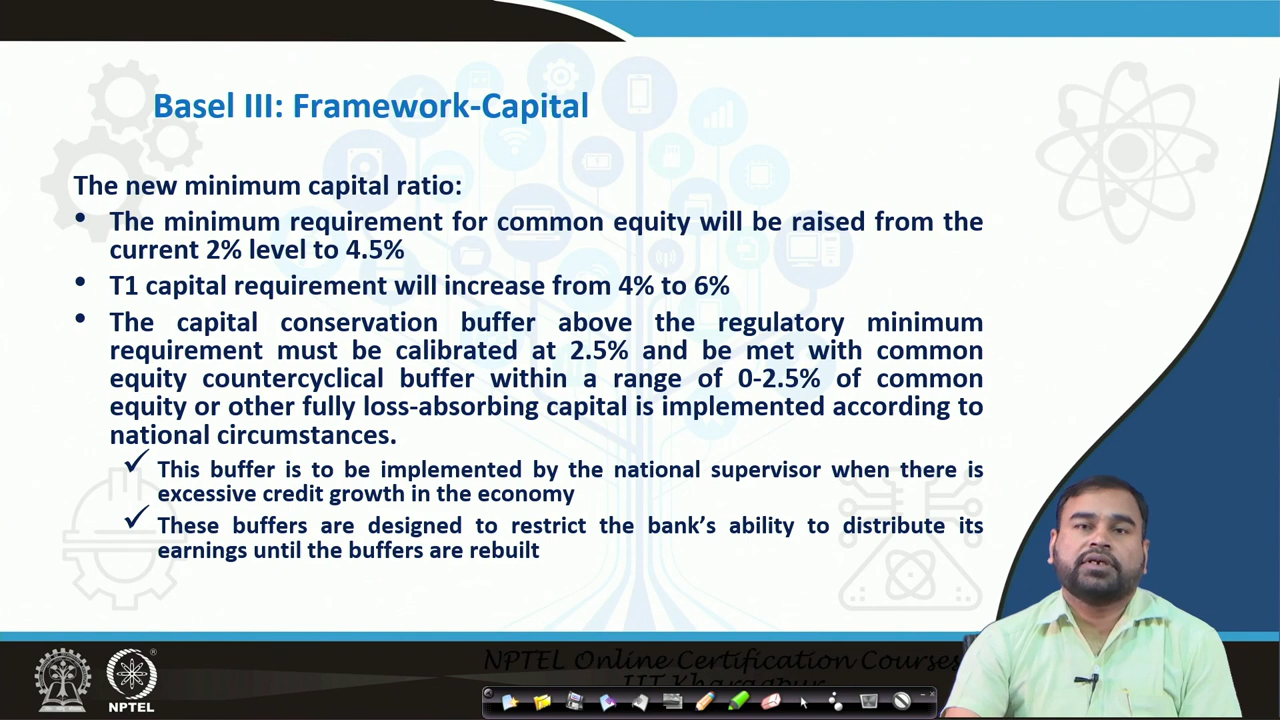 Basel III: Framework-Capital
The new minimum capital ratio:
• The minimum requirement for common equity will be raised from the
current 2% level to 4.5%
• T1 capital requirement will increase from 4% to 6%
• The capital conservation buffer above the regulatory minimum
requirement must be calibrated at 2.5% and be met with common
equity countercyclical buffer within a range of 0-2.5% of common
equity or other fully loss-absorbing capital is implemented according to
national circumstances.
✓ This buffer is to be implemented by the national supervisor when there is
excessive credit growth in the economy
✓ These buffers are designed to restrict the bank's ability to distribute its
earnings until the buffers are rebuilt
NPTEL Online Certification Courses
IIT Kharagpur
NPTEL